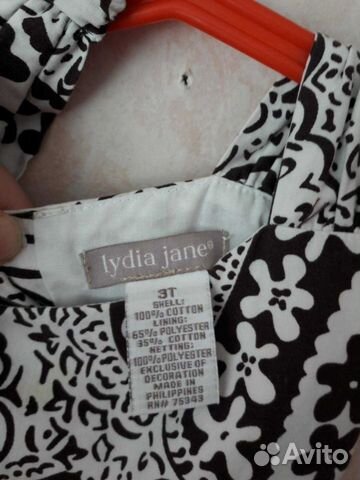 lydia jane®
3T
SHELL:
100% COTTON
LINING:
65% POLYESTER
35% COTTON
NETTING:
100% POLYESTER
EXCLUSIVE OF
DECORATION
MADE IN
PHILIPPINES
RN# 75343
Avito